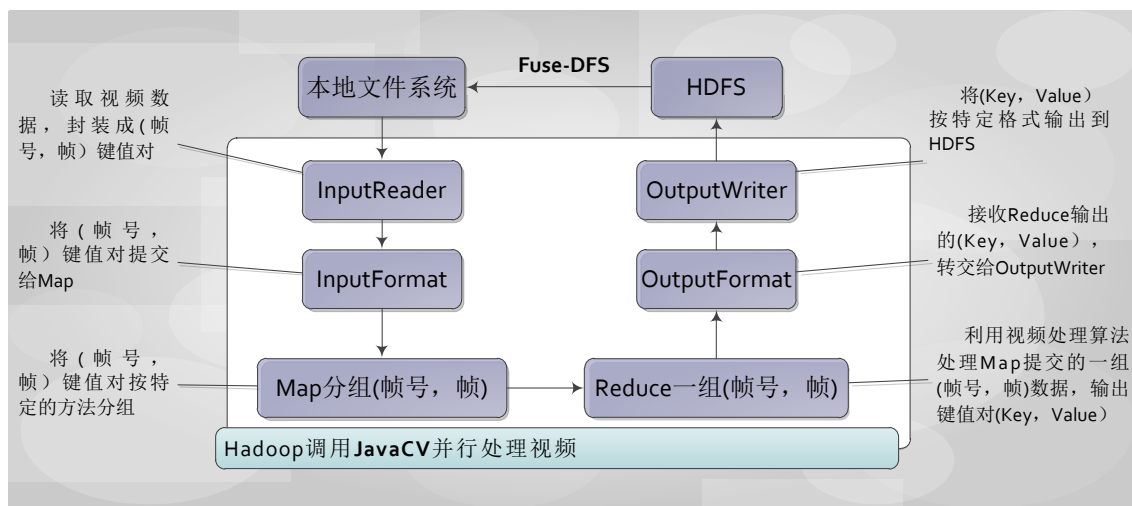 Fuse-DFS
本地文件系统
HDFS
读取视频数
据，封装成(帧
号，帧）键值对
将(Key，Value）
按特定格式输出到
HDFS
InputReader
OutputWriter
将（帧号，
帧）键值对提交
给Map
接收Reduce输出
的(Key，Value），
转交给OutputWriter
InputFormat
OutputFormat
将（帧号，
帧）键值对按特
定的方法分组
利用视频处理算法
处理Map提交的一组
(帧号，帧)数据，输出
键值对(Key，Value）
Map分组(帧号，帧)
Reduce一组(帧号，帧)
Hadoop调用JavaCV并行处理视频